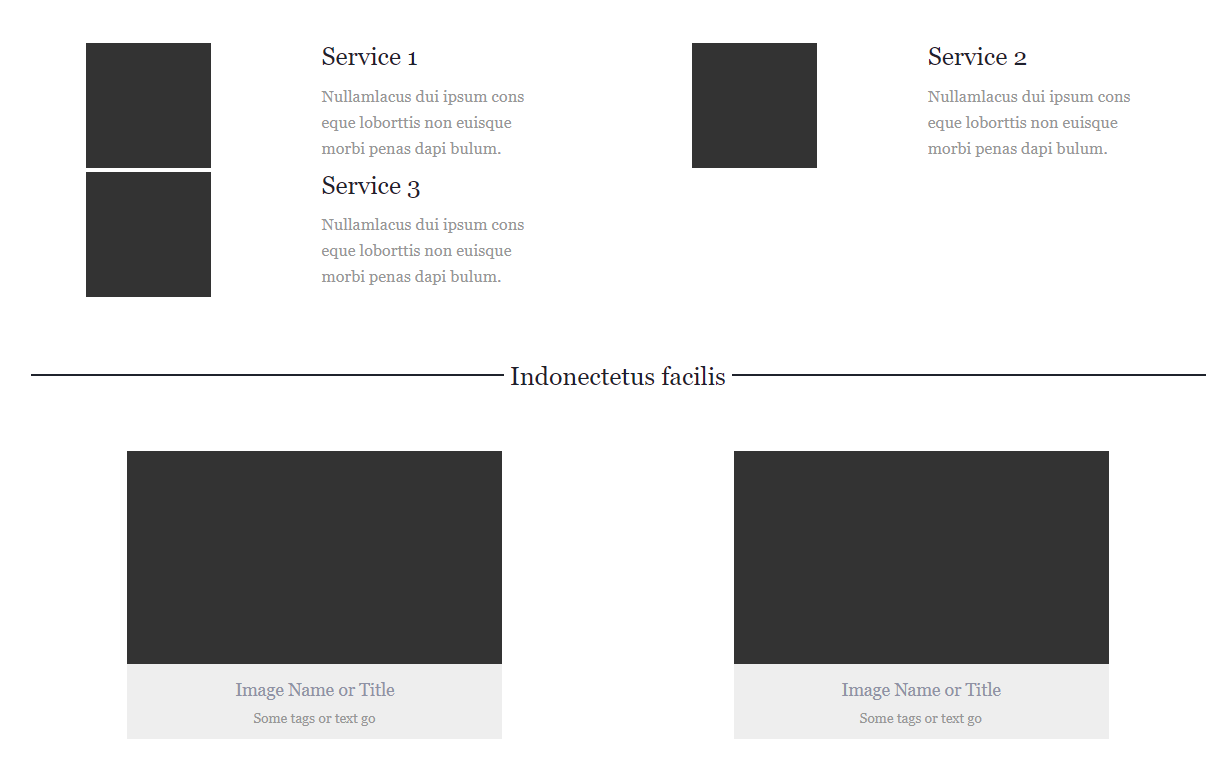 Service 1
Nullamlacus dui ipsum cons
eque loborttis non euisque
morbi penas dapi bulum.
Service 2
Nullamlacus dui ipsum cons
eque loborttis non euisque
morbi penas dapi bulum.
Service 3
Nullamlacus dui ipsum cons
eque loborttis non euisque
morbi penas dapi bulum.
Indonectetus facilis
Image Name or Title
Some tags or text go
Image Name or Title
Some tags or text go